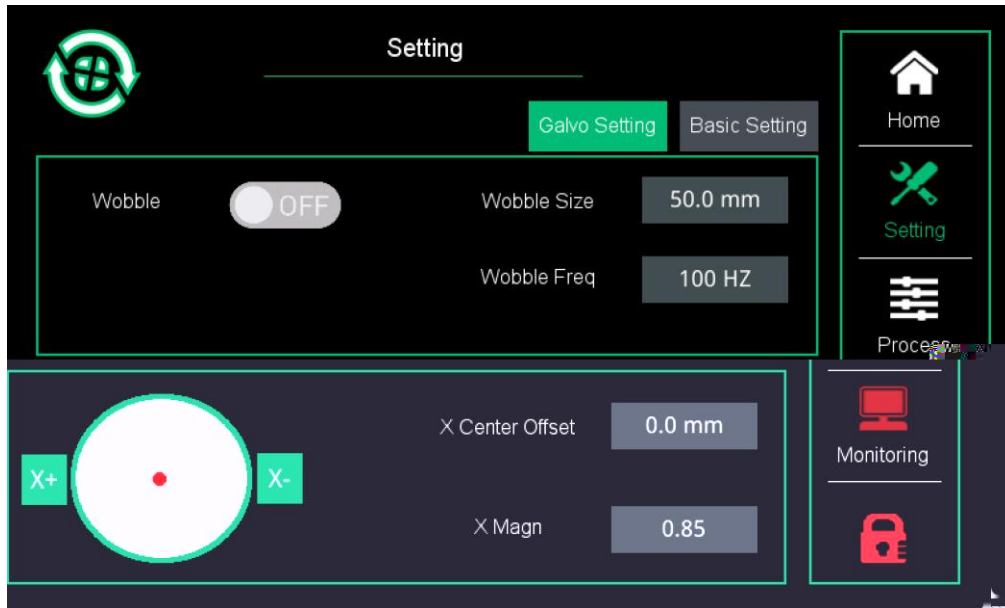 Setting
Galvo Setting Basic Setting
Home
Wobble OFF Wobble Size 50.0 mm
Setting
Wobble Freq 100 HZ
Process
X Center Offset 0.0 mm
Monitoring
X+ X-
X Magn 0.85